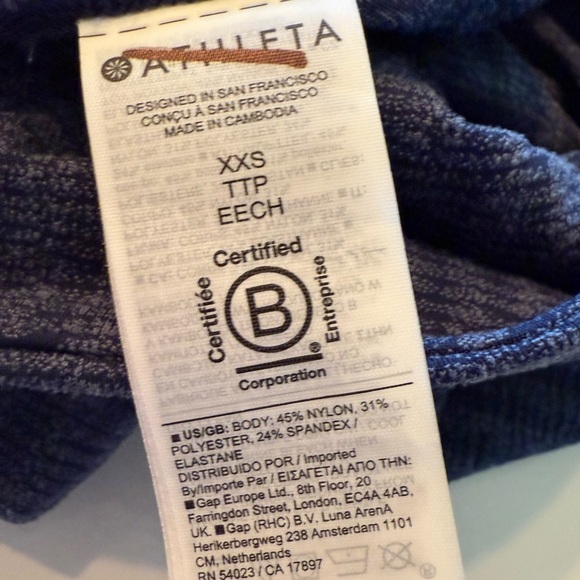 ATHLETA
DESIGNED IN SAN FRANCISCO
CONÇU À SAN FRANCISCO
MADE IN CAMBODIA
XXS
TTP
EECH
Certified
Certifiée
B
Entreprise
®
Corporation
■ US/GB: BODY: 45% NYLON, 31%
POLYESTER, 24% SPANDEX /
ELASTANE
DISTRIBUIDO POR / Imported
By/Importe Par / ΕΙΣΑΓΕΤΑΙ ΑΠΟ ΤΗΝ:
■Gap Europe Ltd., 8th Floor, 20
Farringdon Street, London, EC4A 4AB,
UK. ■ Gap (RHC) B.V. Luna ArenA
Herikerbergweg 238 Amsterdam 1101
CM, Netherlands
RN 54023 / CA 17897